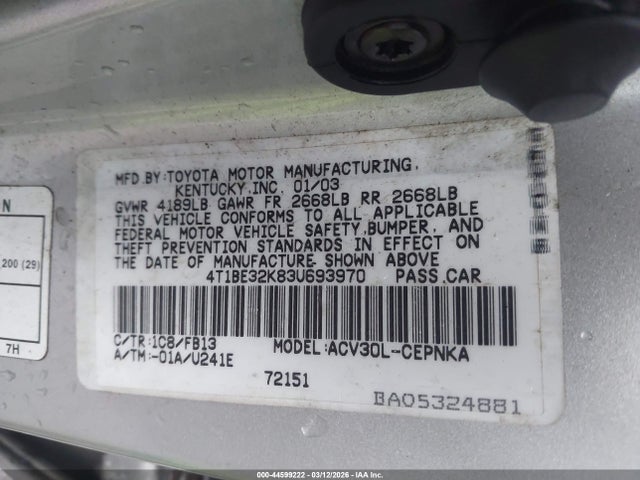 MFD.BY:TOYOTA MOTOR MANUFACTURING,
KENTUCKY,INC. 01/03
GVWR 4189LB GAWR FR 2668LB RR 2668LB
THIS VEHICLE CONFORMS TO ALL APPLICABLE
FEDERAL MOTOR VEHICLE SAFETY,BUMPER, AND
THEFT PREVENTION STANDARDS IN EFFECT ON
THE DATE OF MANUFACTURE SHOWN ABOVE
4T1BE32K83U693970 PASS.CAR
C/TR:1C8/FB13 MODEL:ACV30L-CEPNKA
A/TM:-01A/U241E
72151
BA05324881
N
200 (29)
7H
000-44599222 - 03/12/2026 - IAAI.COM